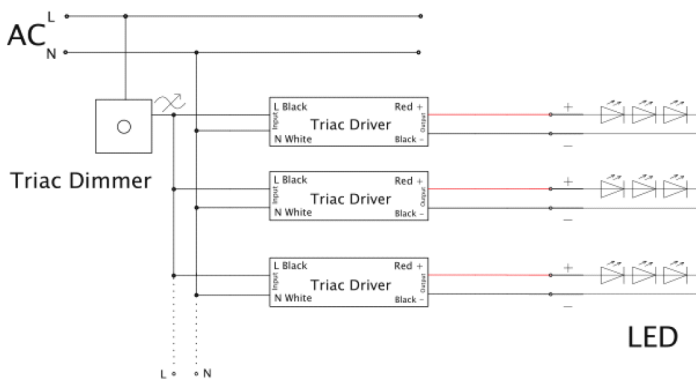 L
AC
N
L Black
Red +
Input
Triac Driver
Output
N White
Black −
Triac Dimmer
L Black
Red +
Input
Triac Driver
Output
N White
Black −
L Black
Red +
Input
Triac Driver
Output
N White
Black −
+
−
+
−
+
−
LED
L
N